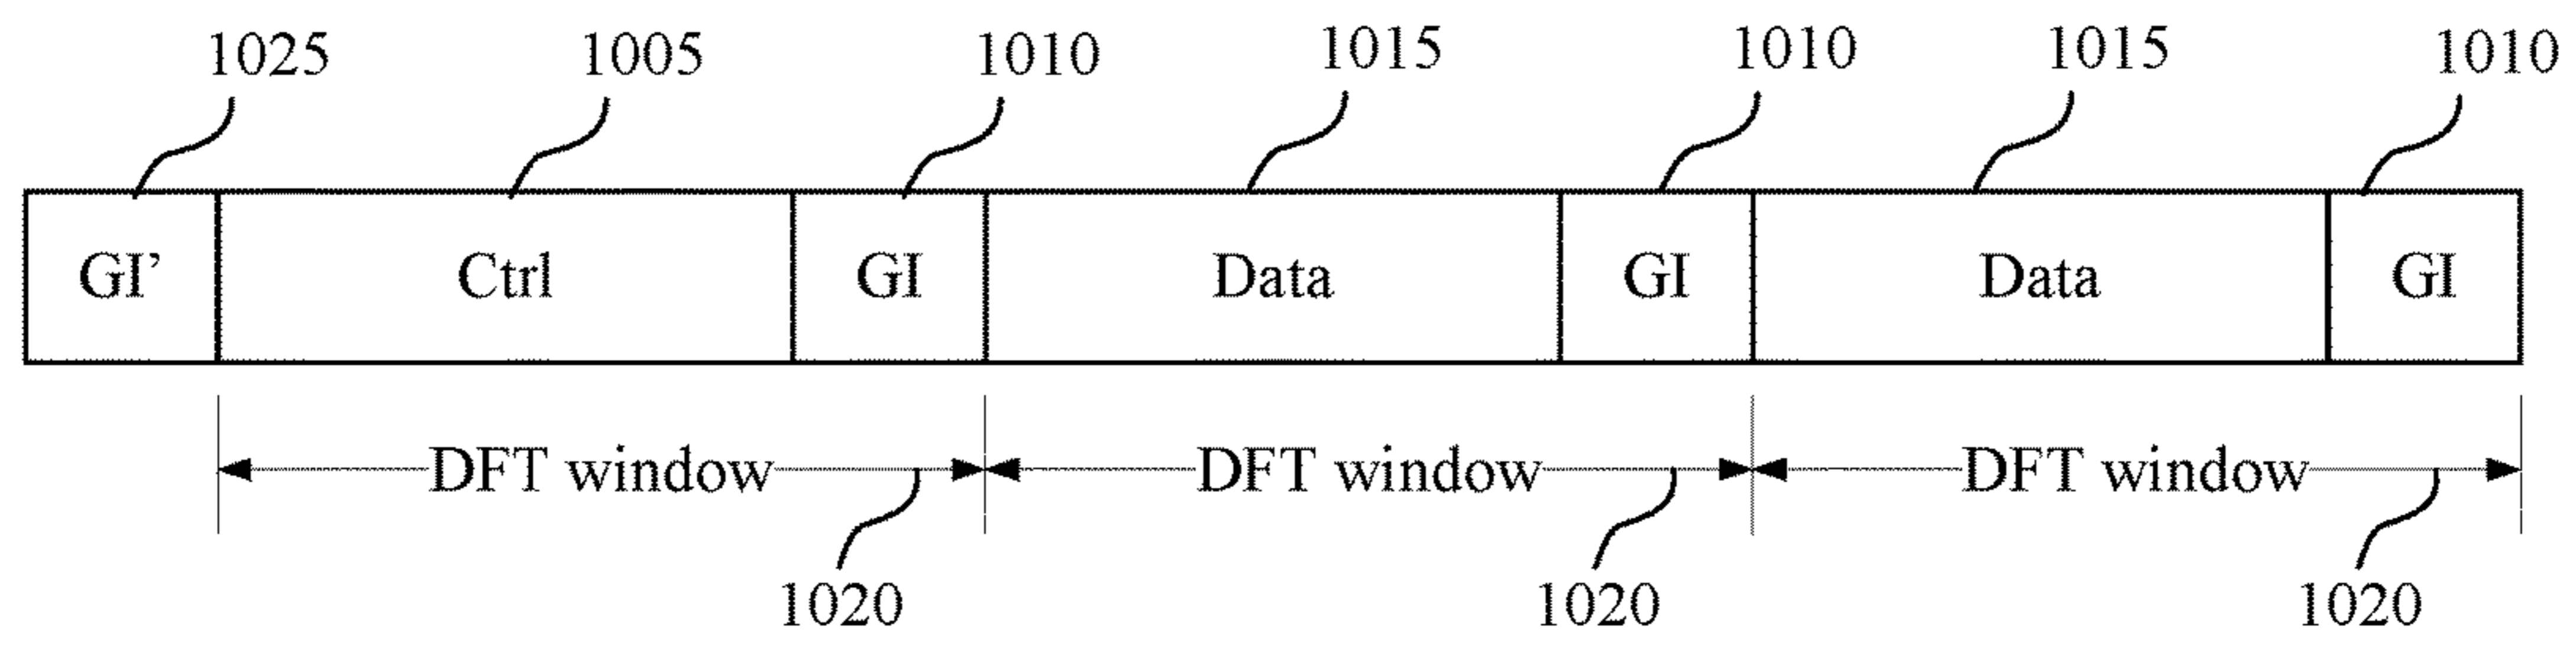 1025 1005 1010 1015 1010 1015 1010
GI’ Ctrl GI Data GI Data GI
DFT window DFT window DFT window
1020 1020 1020